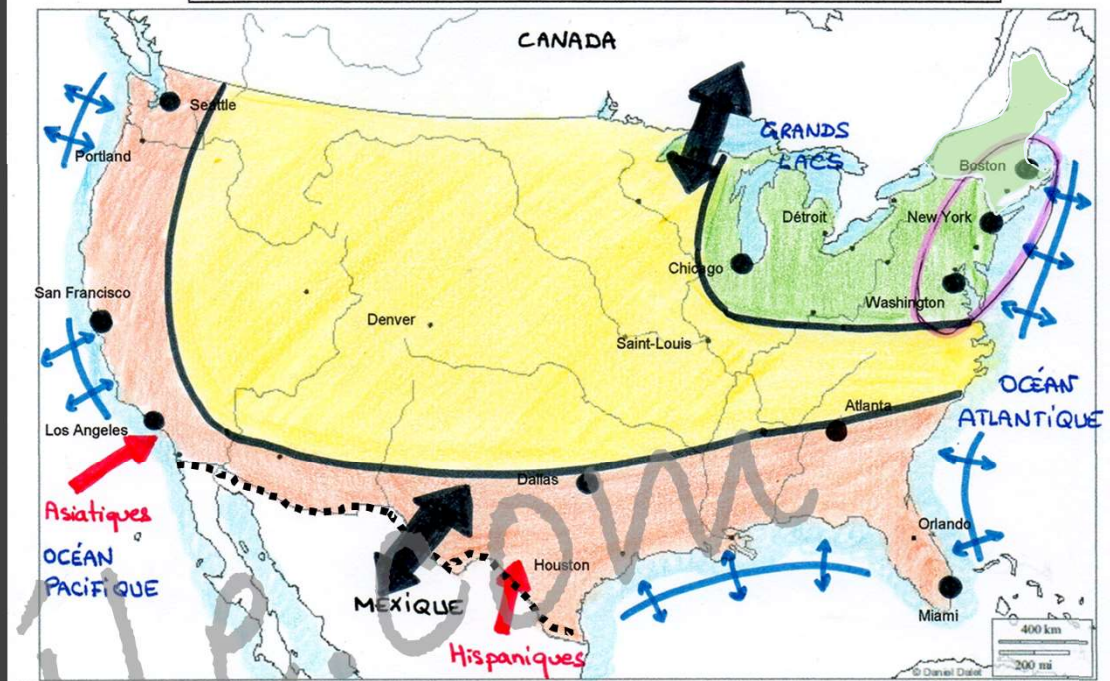 CANADA
Seattle
GRANDS
LACS
Portland
Boston
Détroit
New York
Chicago
San Francisco
Washington
Denver
Saint-Louis
OCÉAN
ATLANTIQUE
Atlanta
Los Angeles
Dallas
Asiatiques
Orlando
OCÉAN
PACIFIQUE
Houston
MEXIQUE
Miami
Hispaniques
400 km
200 mi
© Daniel Dalet
.com